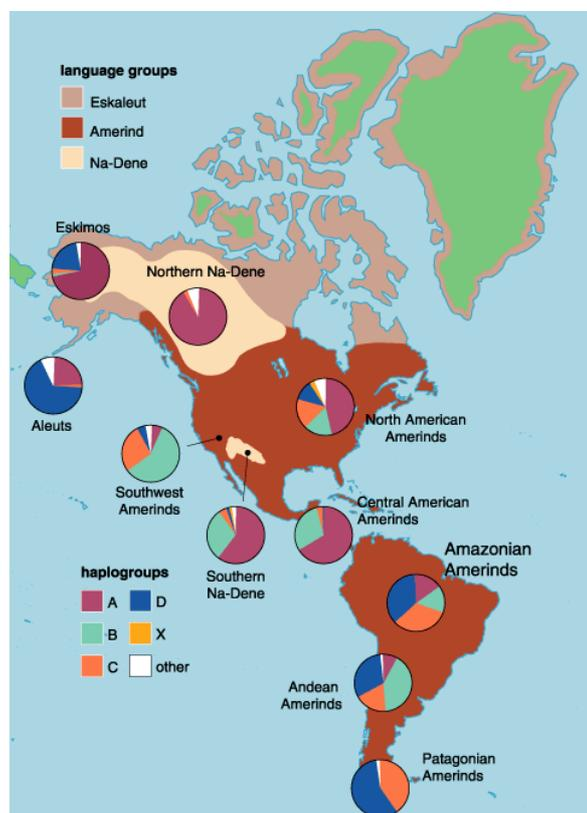 language groups
Eskaleut
Amerind
Na-Dene
Eskimos
Northern Na-Dene
Aleuts
North American
Amerinds
Southwest
Amerinds
Central American
Amerinds
Southern
Na-Dene
Amazonian
Amerinds
haplogroups
A
D
B
X
C
other
Andean
Amerinds
Patagonian
Amerinds